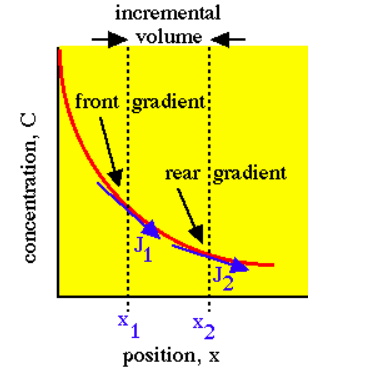 incremental
volume
front gradient
rear gradient
concentration, C
J1
J2
x1
x2
position, x